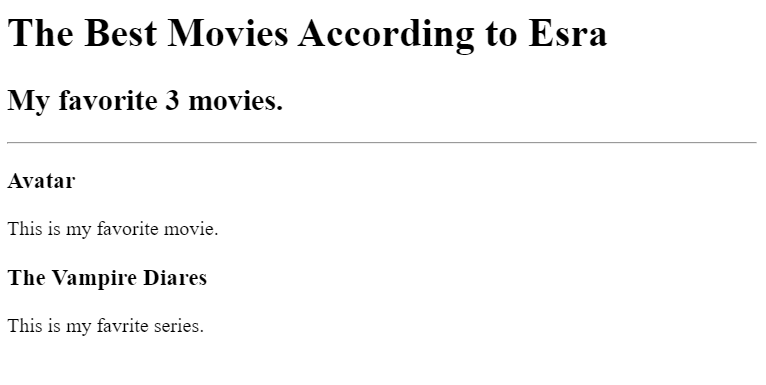 The Best Movies According to Esra
My favorite 3 movies.
Avatar
This is my favorite movie.
The Vampire Diares
This is my favrite series.